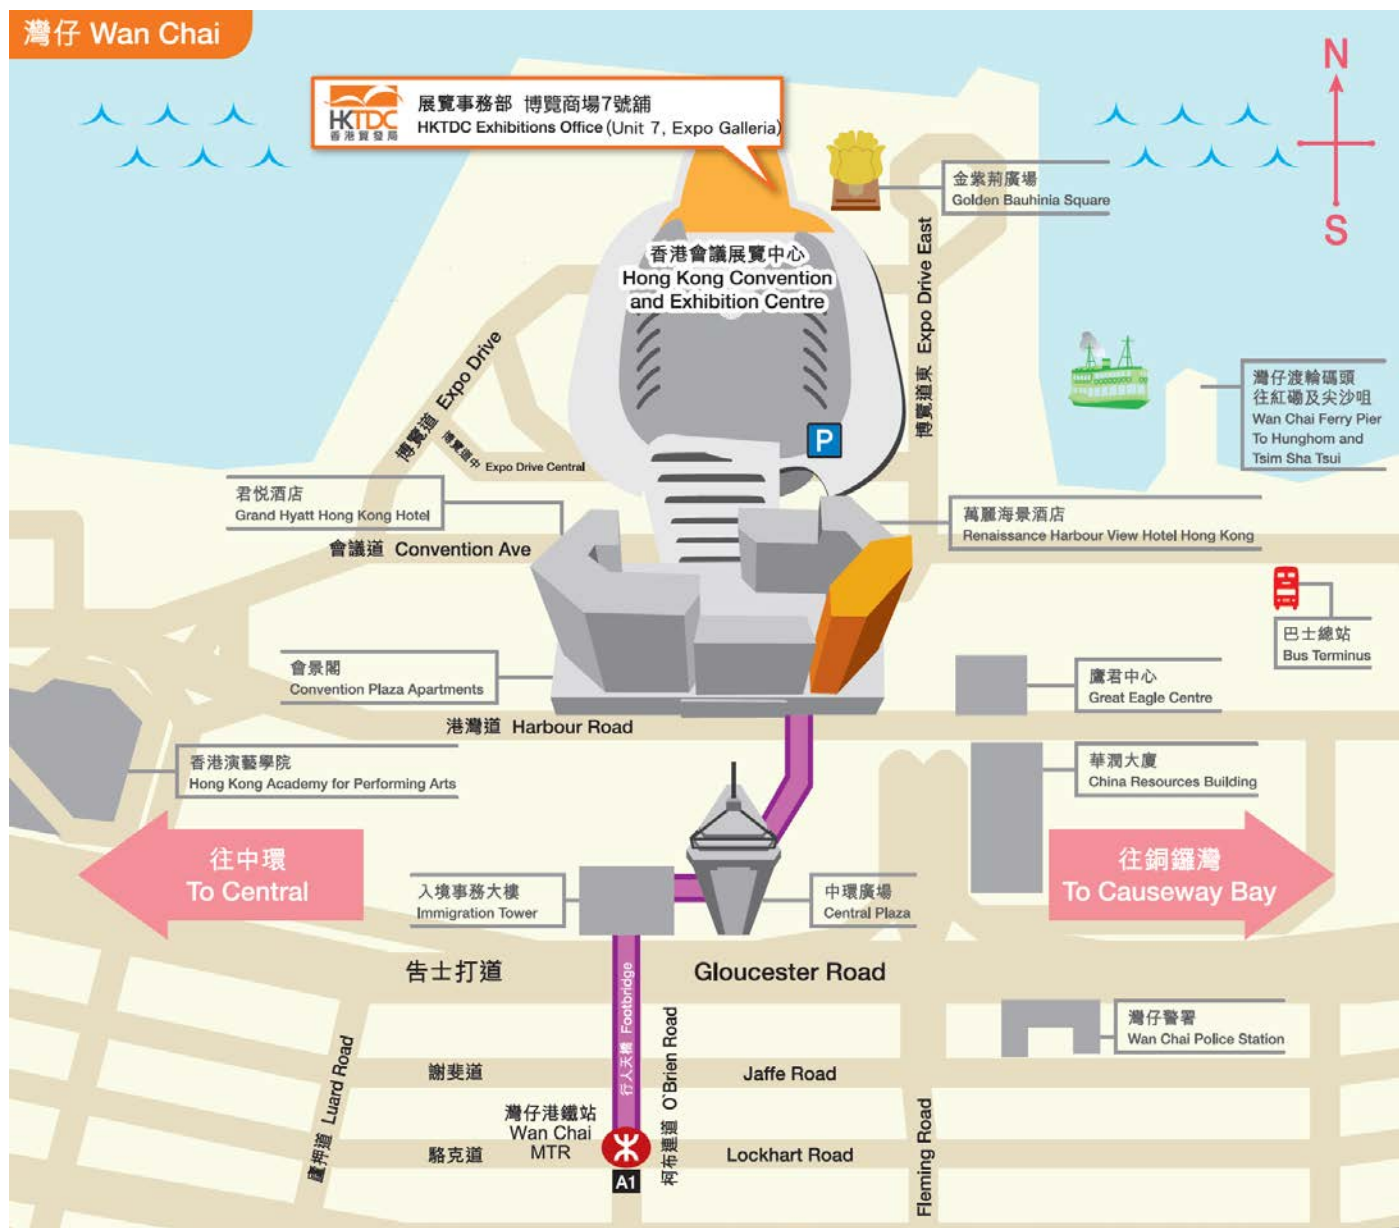 灣仔 Wan Chai
N
S
HKTDC
香港貿發局
展覽事務部 博覽商場7號舖
HKTDC Exhibitions Office (Unit 7, Expo Galleria)
金紫荊廣場
Golden Bauhinia Square
香港會議展覽中心
Hong Kong Convention
and Exhibition Centre
博覽道東 Expo Drive East
博覽道 Expo Drive
博覽道中 Expo Drive Central
P
灣仔渡輪碼頭
往紅磡及尖沙咀
Wan Chai Ferry Pier
To Hunghom and
Tsim Sha Tsui
君悅酒店
Grand Hyatt Hong Kong Hotel
萬麗海景酒店
Renaissance Harbour View Hotel Hong Kong
會議道 Convention Ave
巴士總站
Bus Terminus
會景閣
Convention Plaza Apartments
鷹君中心
Great Eagle Centre
港灣道 Harbour Road
香港演藝學院
Hong Kong Academy for Performing Arts
華潤大廈
China Resources Building
往中環
To Central
往銅鑼灣
To Causeway Bay
入境事務大樓
Immigration Tower
中環廣場
Central Plaza
告士打道 Gloucester Road
行人天橋 Footbridge
灣仔警署
Wan Chai Police Station
盧押道 Luard Road
謝斐道 Jaffe Road
柯布連道 O'Brien Road
Fleming Road
灣仔港鐵站
Wan Chai
MTR
駱克道 Lockhart Road
A1